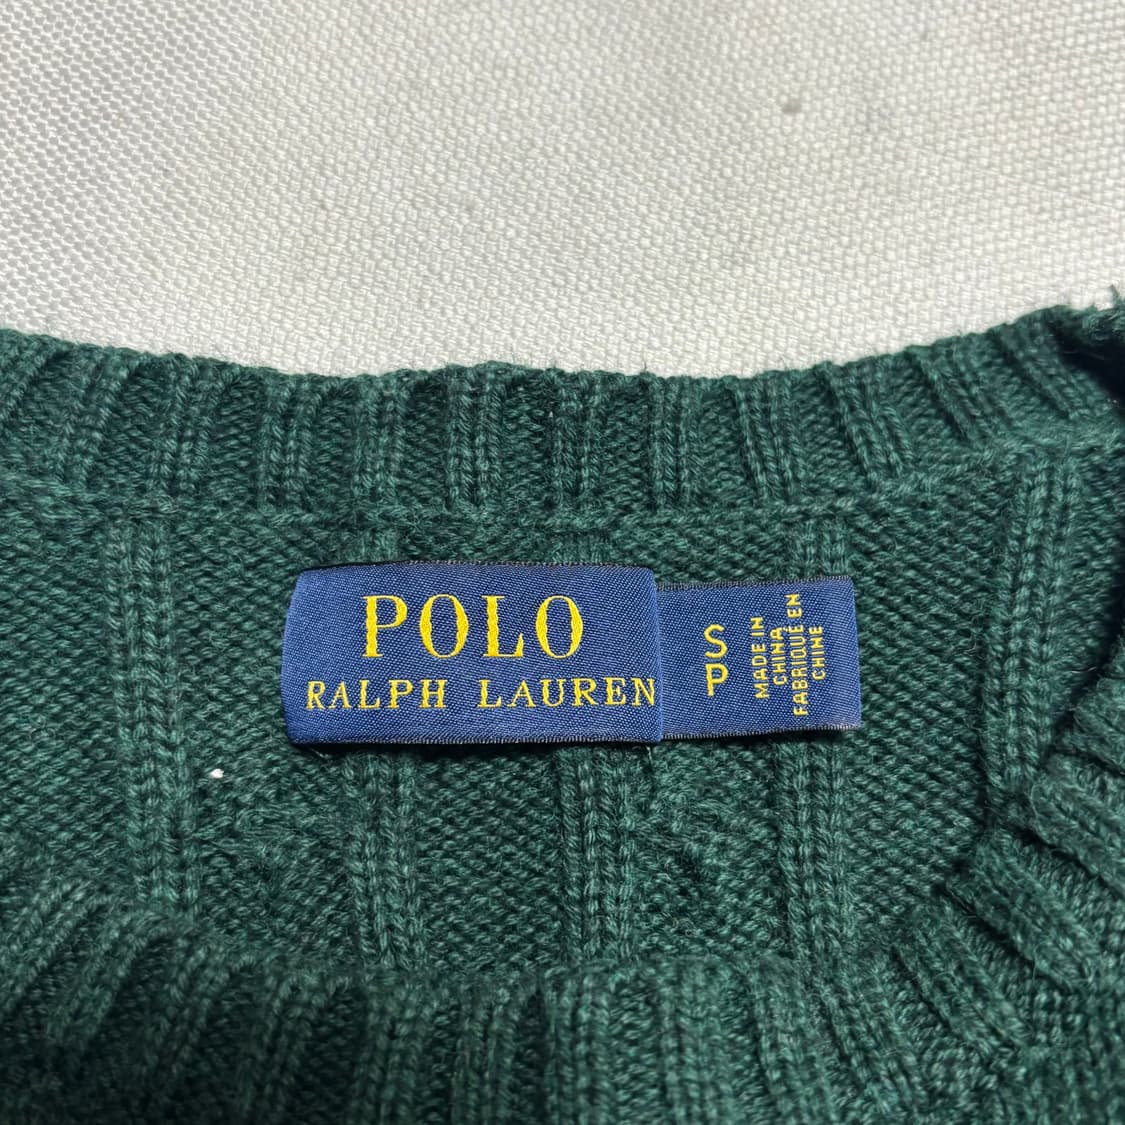 POLO
RALPH LAUREN
S
P
MADE IN
CHINA
FABRIQUÉ EN
CHINE